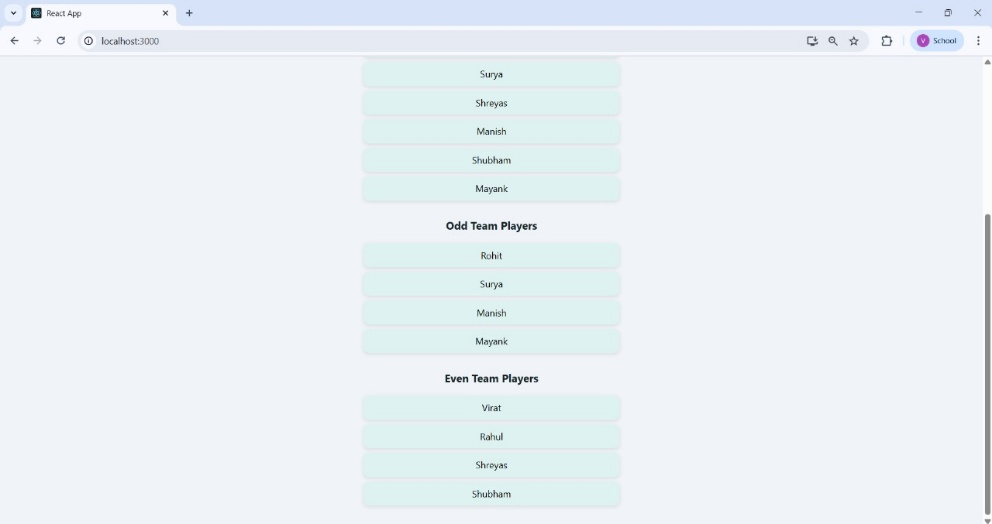 React App
localhost:3000
V School
Surya
Shreyas
Manish
Shubham
Mayank
Odd Team Players
Rohit
Surya
Manish
Mayank
Even Team Players
Virat
Rahul
Shreyas
Shubham